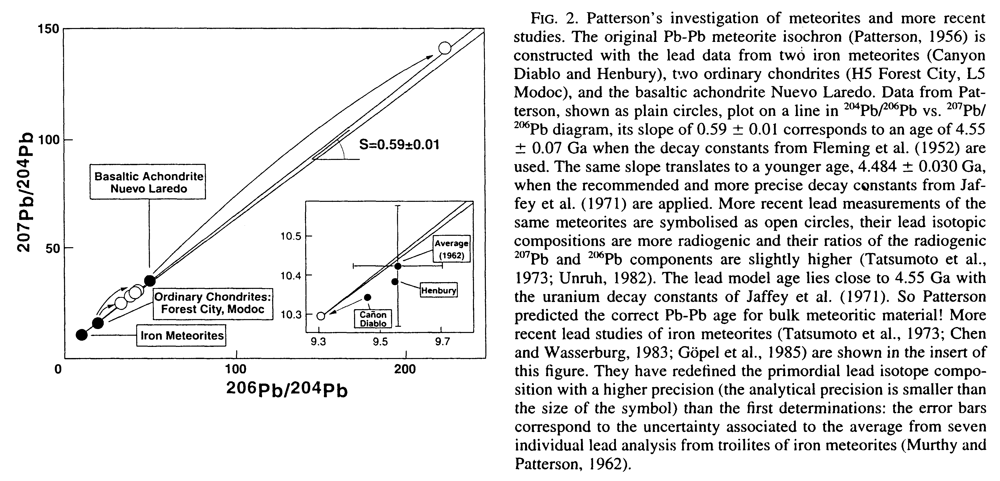 150
100
50
207Pb/204Pb
S=0.59±0.01
Basaltic Achondrite
Nuevo Laredo
Ordinary Chondrites:
Forest City, Modoc
Iron Meteorites
10.5
10.4
10.3
Average
(1962)
Henbury
Cañon
Diablo
9.3 9.5 9.7
0 100 200
206Pb/204Pb
FIG. 2. Patterson's investigation of meteorites and more recent
studies. The original Pb-Pb meteorite isochron (Patterson, 1956) is
constructed with the lead data from two iron meteorites (Canyon
Diablo and Henbury), two ordinary chondrites (H5 Forest City, L5
Modoc), and the basaltic achondrite Nuevo Laredo. Data from Pat-
terson, shown as plain circles, plot on a line in ²⁰⁴Pb/²⁰⁶Pb vs. ²⁰⁷Pb/
²⁰⁶Pb diagram, its slope of 0.59 ± 0.01 corresponds to an age of 4.55
± 0.07 Ga when the decay constants from Fleming et al. (1952) are
used. The same slope translates to a younger age, 4.484 ± 0.030 Ga,
when the recommended and more precise decay constants from Jaf-
fey et al. (1971) are applied. More recent lead measurements of the
same meteorites are symbolised as open circles, their lead isotopic
compositions are more radiogenic and their ratios of the radiogenic
²⁰⁷Pb and ²⁰⁶Pb components are slightly higher (Tatsumoto et al.,
1973; Unruh, 1982). The lead model age lies close to 4.55 Ga with
the uranium decay constants of Jaffey et al. (1971). So Patterson
predicted the correct Pb-Pb age for bulk meteoritic material! More
recent lead studies of iron meteorites (Tatsumoto et al., 1973; Chen
and Wasserburg, 1983; Göpel et al., 1985) are shown in the insert of
this figure. They have redefined the primordial lead isotope compo-
sition with a higher precision (the analytical precision is smaller than
the size of the symbol) than the first determinations: the error bars
correspond to the uncertainty associated to the average from seven
individual lead analysis from troilites of iron meteorites (Murthy and
Patterson, 1962).